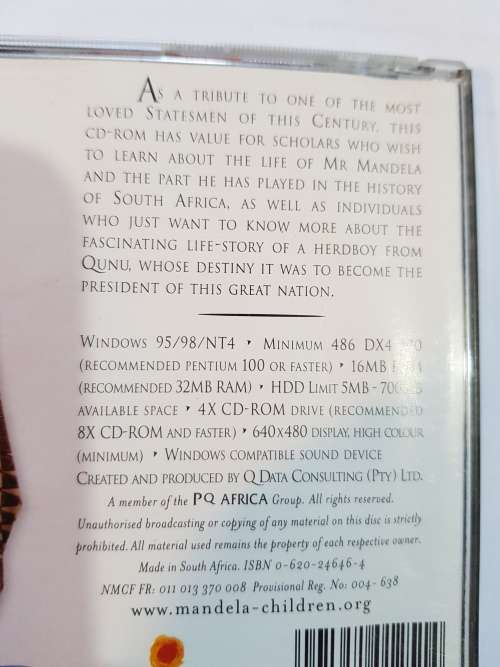 As a tribute to one of the most
loved Statesmen of this Century, this
CD-ROM has value for scholars who wish
to learn about the life of Mr Mandela
and the part he has played in the history
of South Africa, as well as individuals
who just want to know more about the
fascinating life-story of a herdboy from
Qunu, whose destiny it was to become the
president of this great nation.
Windows 95/98/NT4 • Minimum 486 DX4
(recommended pentium 100 or faster) • 16MB
(recommended 32MB RAM) • HDD Limit 5MB -
available space • 4X CD-ROM drive (recommended
8X CD-ROM and faster) • 640x480 display, high colour
(minimum) • Windows compatible sound device
Created and produced by Q Data Consulting (Pty) Ltd.
A member of the PQ AFRICA Group. All rights reserved.
Unauthorised broadcasting or copying of any material on this disc is strictly
prohibited. All material used remains the property of each respective owner.
Made in South Africa. ISBN 0-620-24646-4
NMCF FR: 011 013 370 008 Provisional Reg. No: 004-638
www.mandela-children.org